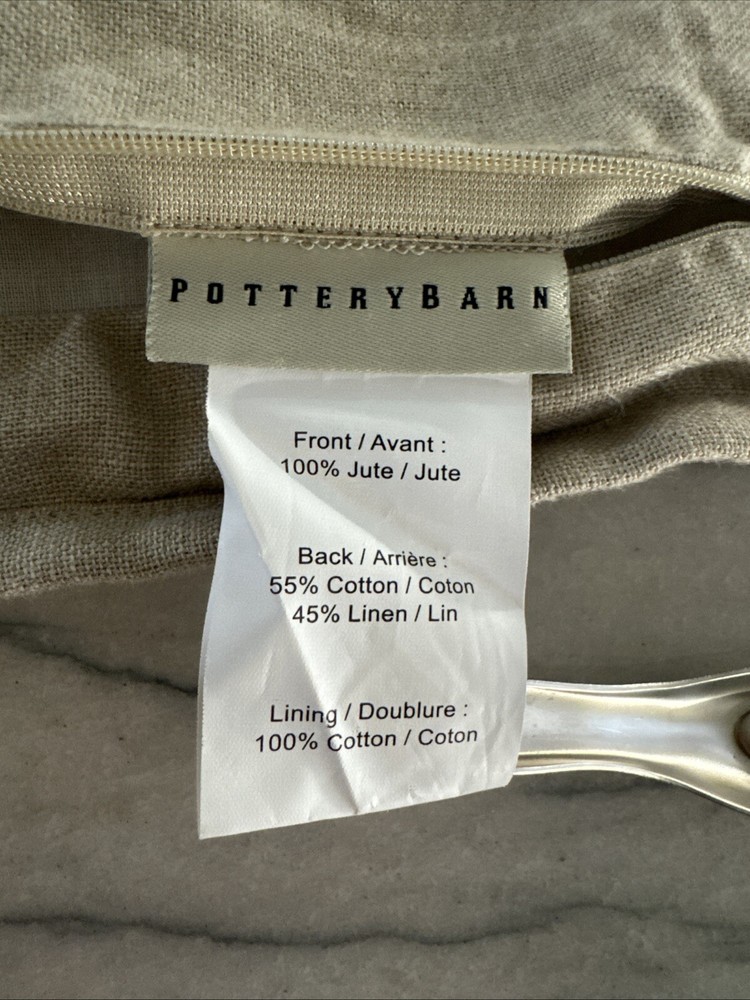 POTTERYBARN
Front / Avant :
100% Jute / Jute
Back / Arrière :
55% Cotton / Coton
45% Linen / Lin
Lining / Doublure :
100% Cotton / Coton